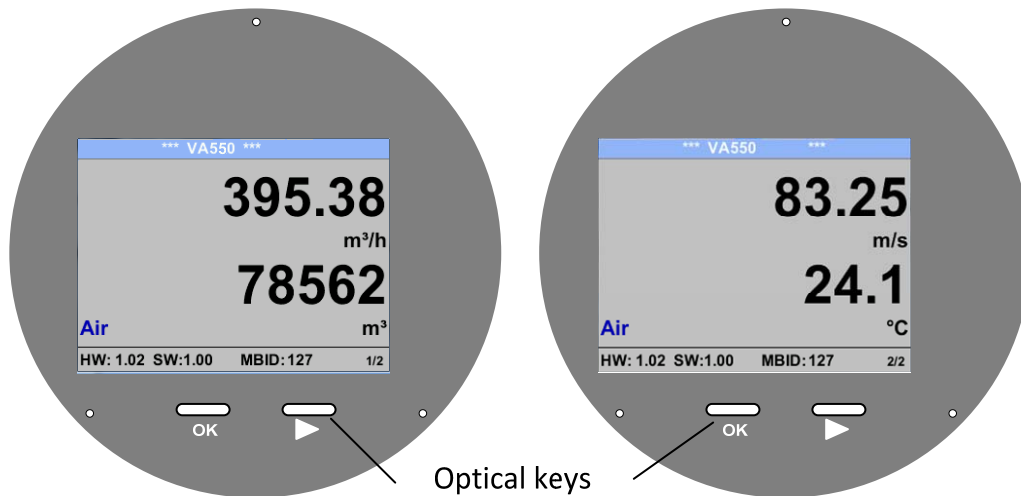 *** VA550 ***
395.38
m³/h
78562
Air m³
HW: 1.02 SW:1.00 MBID:127 1/2
OK
*** VA550 ***
83.25
m/s
24.1
Air °C
HW: 1.02 SW:1.00 MBID:127 2/2
OK
Optical keys